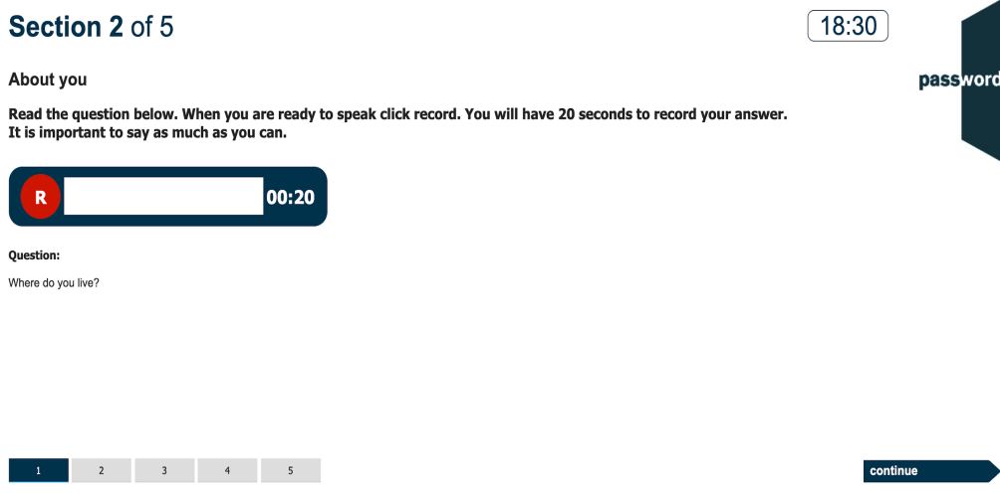 Section 2 of 5
18:30
About you
password
Read the question below. When you are ready to speak click record. You will have 20 seconds to record your answer.
It is important to say as much as you can.
R
00:20
Question:
Where do you live?
1 2 3 4 5
continue